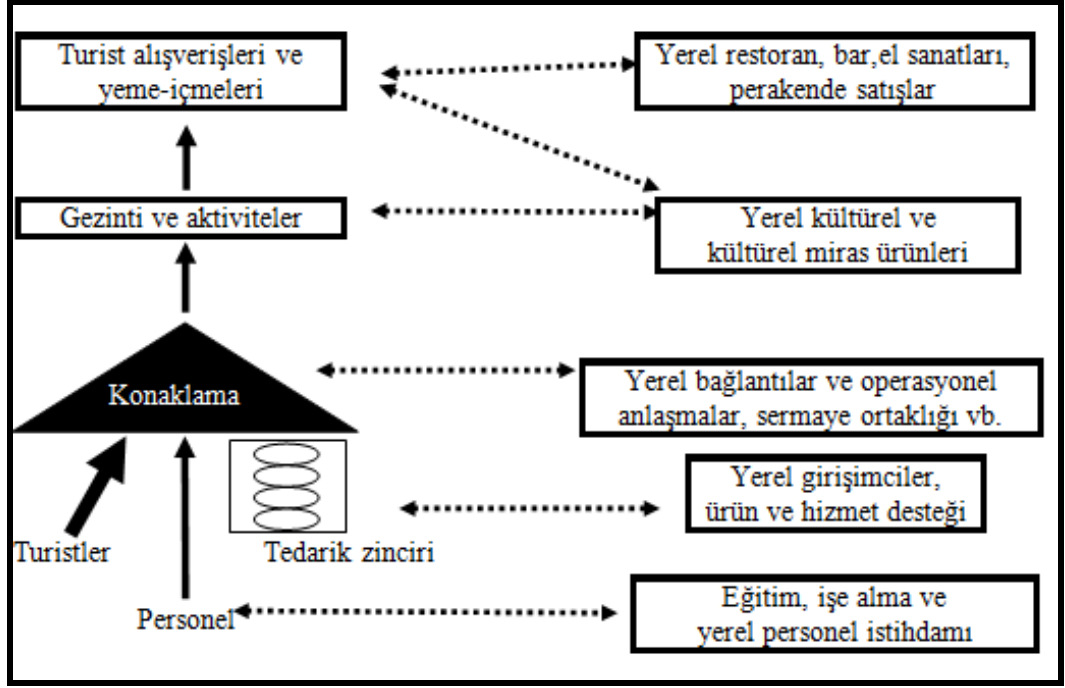 Turist alışverişleri ve
yeme-içmeleri
Yerel restoran, bar,el sanatları,
perakende satışlar
Gezinti ve aktiviteler
Yerel kültürel ve
kültürel miras ürünleri
Konaklama
Yerel bağlantılar ve operasyonel
anlaşmalar, sermaye ortaklığı vb.
Yerel girişimciler,
ürün ve hizmet desteği
Turistler
Tedarik zinciri
Personel
Eğitim, işe alma ve
yerel personel istihdamı